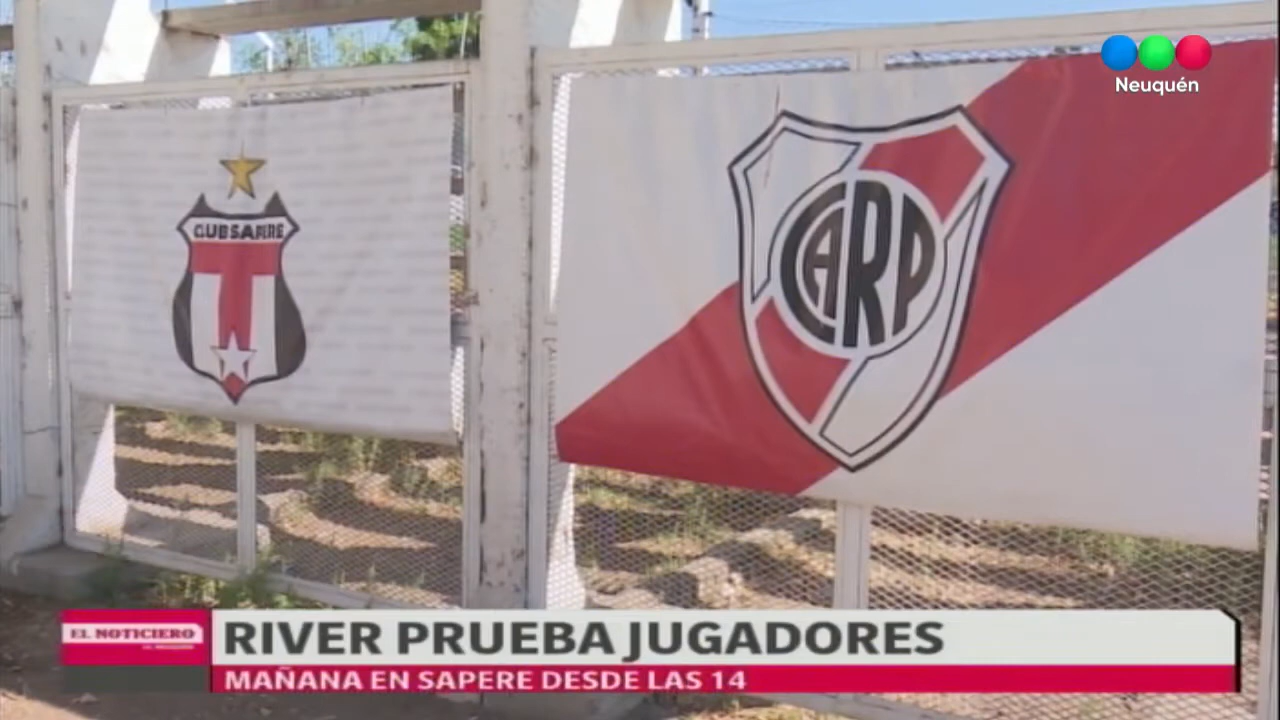 Neuquén
CLUB SAPERE
CARP
EL NOTICIERO
RIVER PRUEBA JUGADORES
MAÑANA EN SAPERE DESDE LAS 14